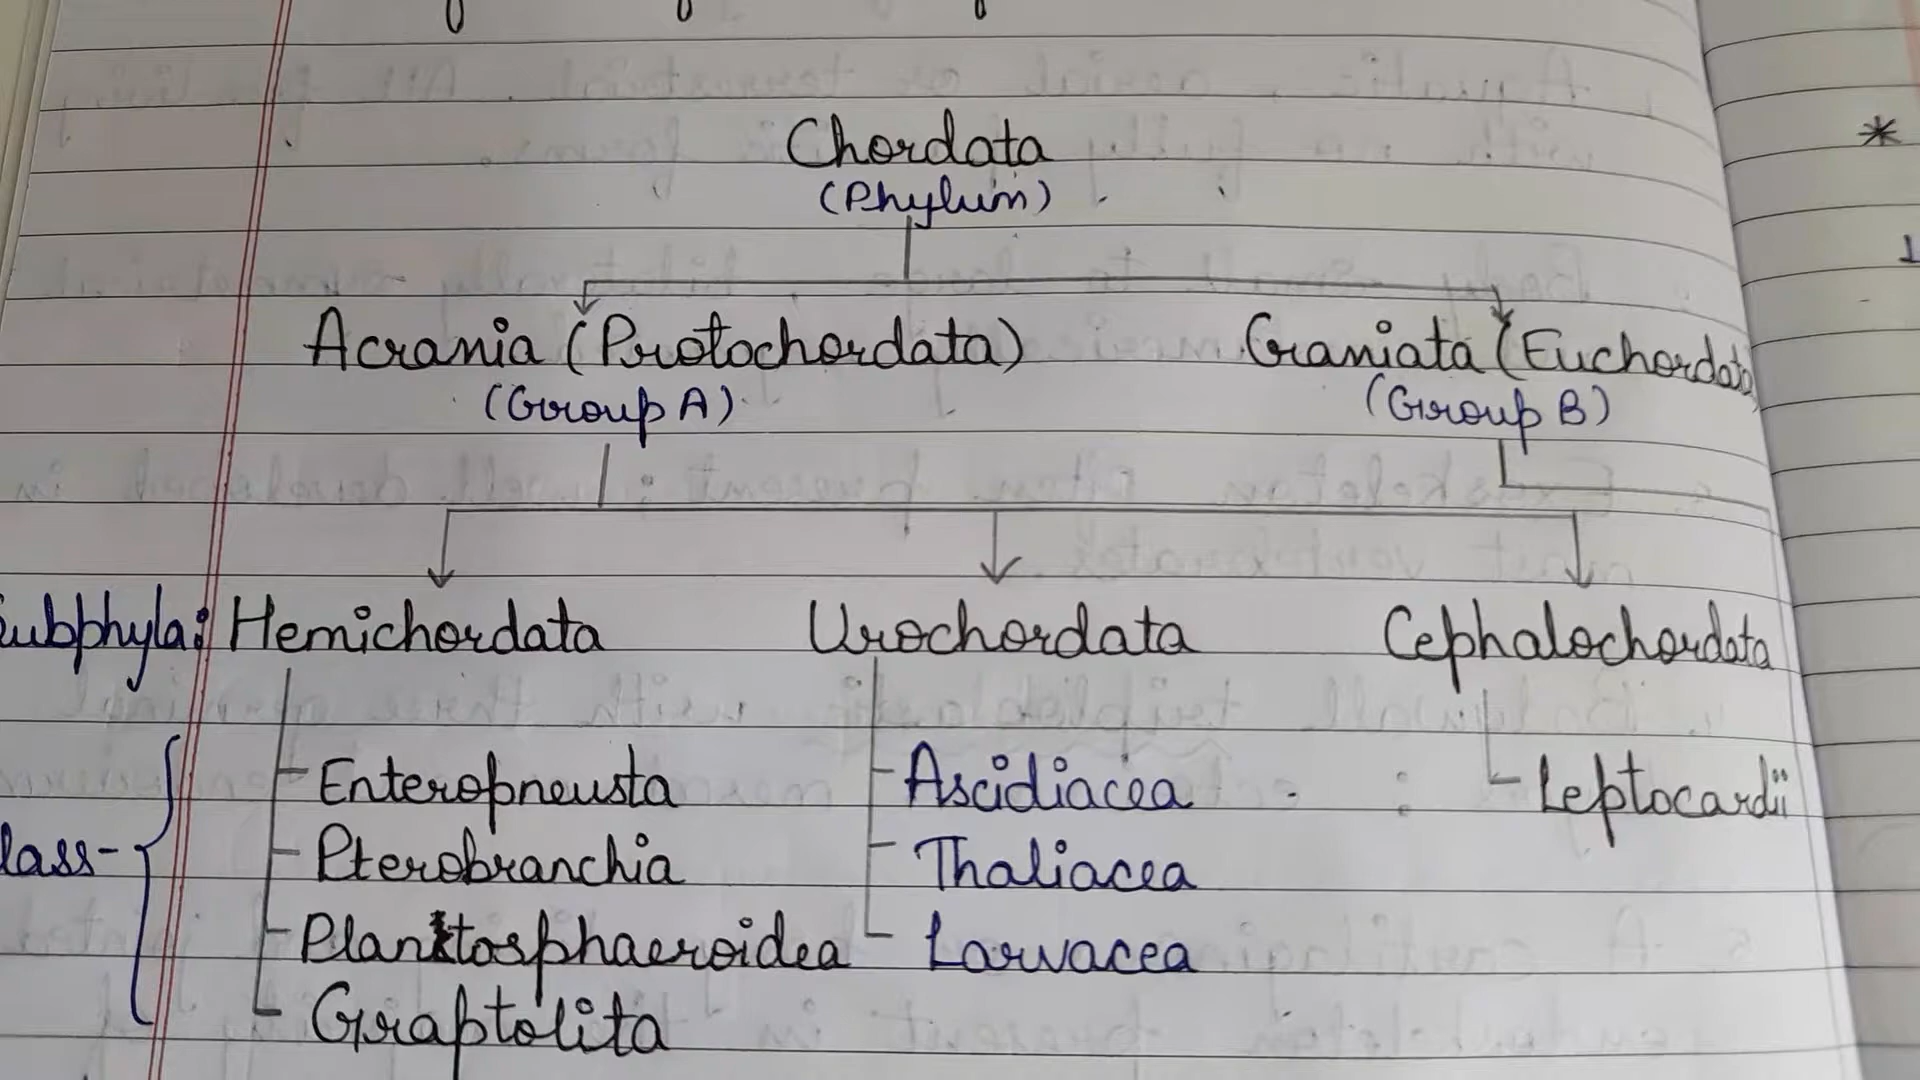 Chordata
(Phylum)
Acrania (Protochordata) Craniata (Euchordata
(Group A) (Group B)
Subphyla: Hemichordata Urochordata Cephalochordata
Enteropneusta Ascidiacea Leptocardii
lass- Pterobranchia Thaliacea
Planktosphaeroidea Larvacea
Graptolita